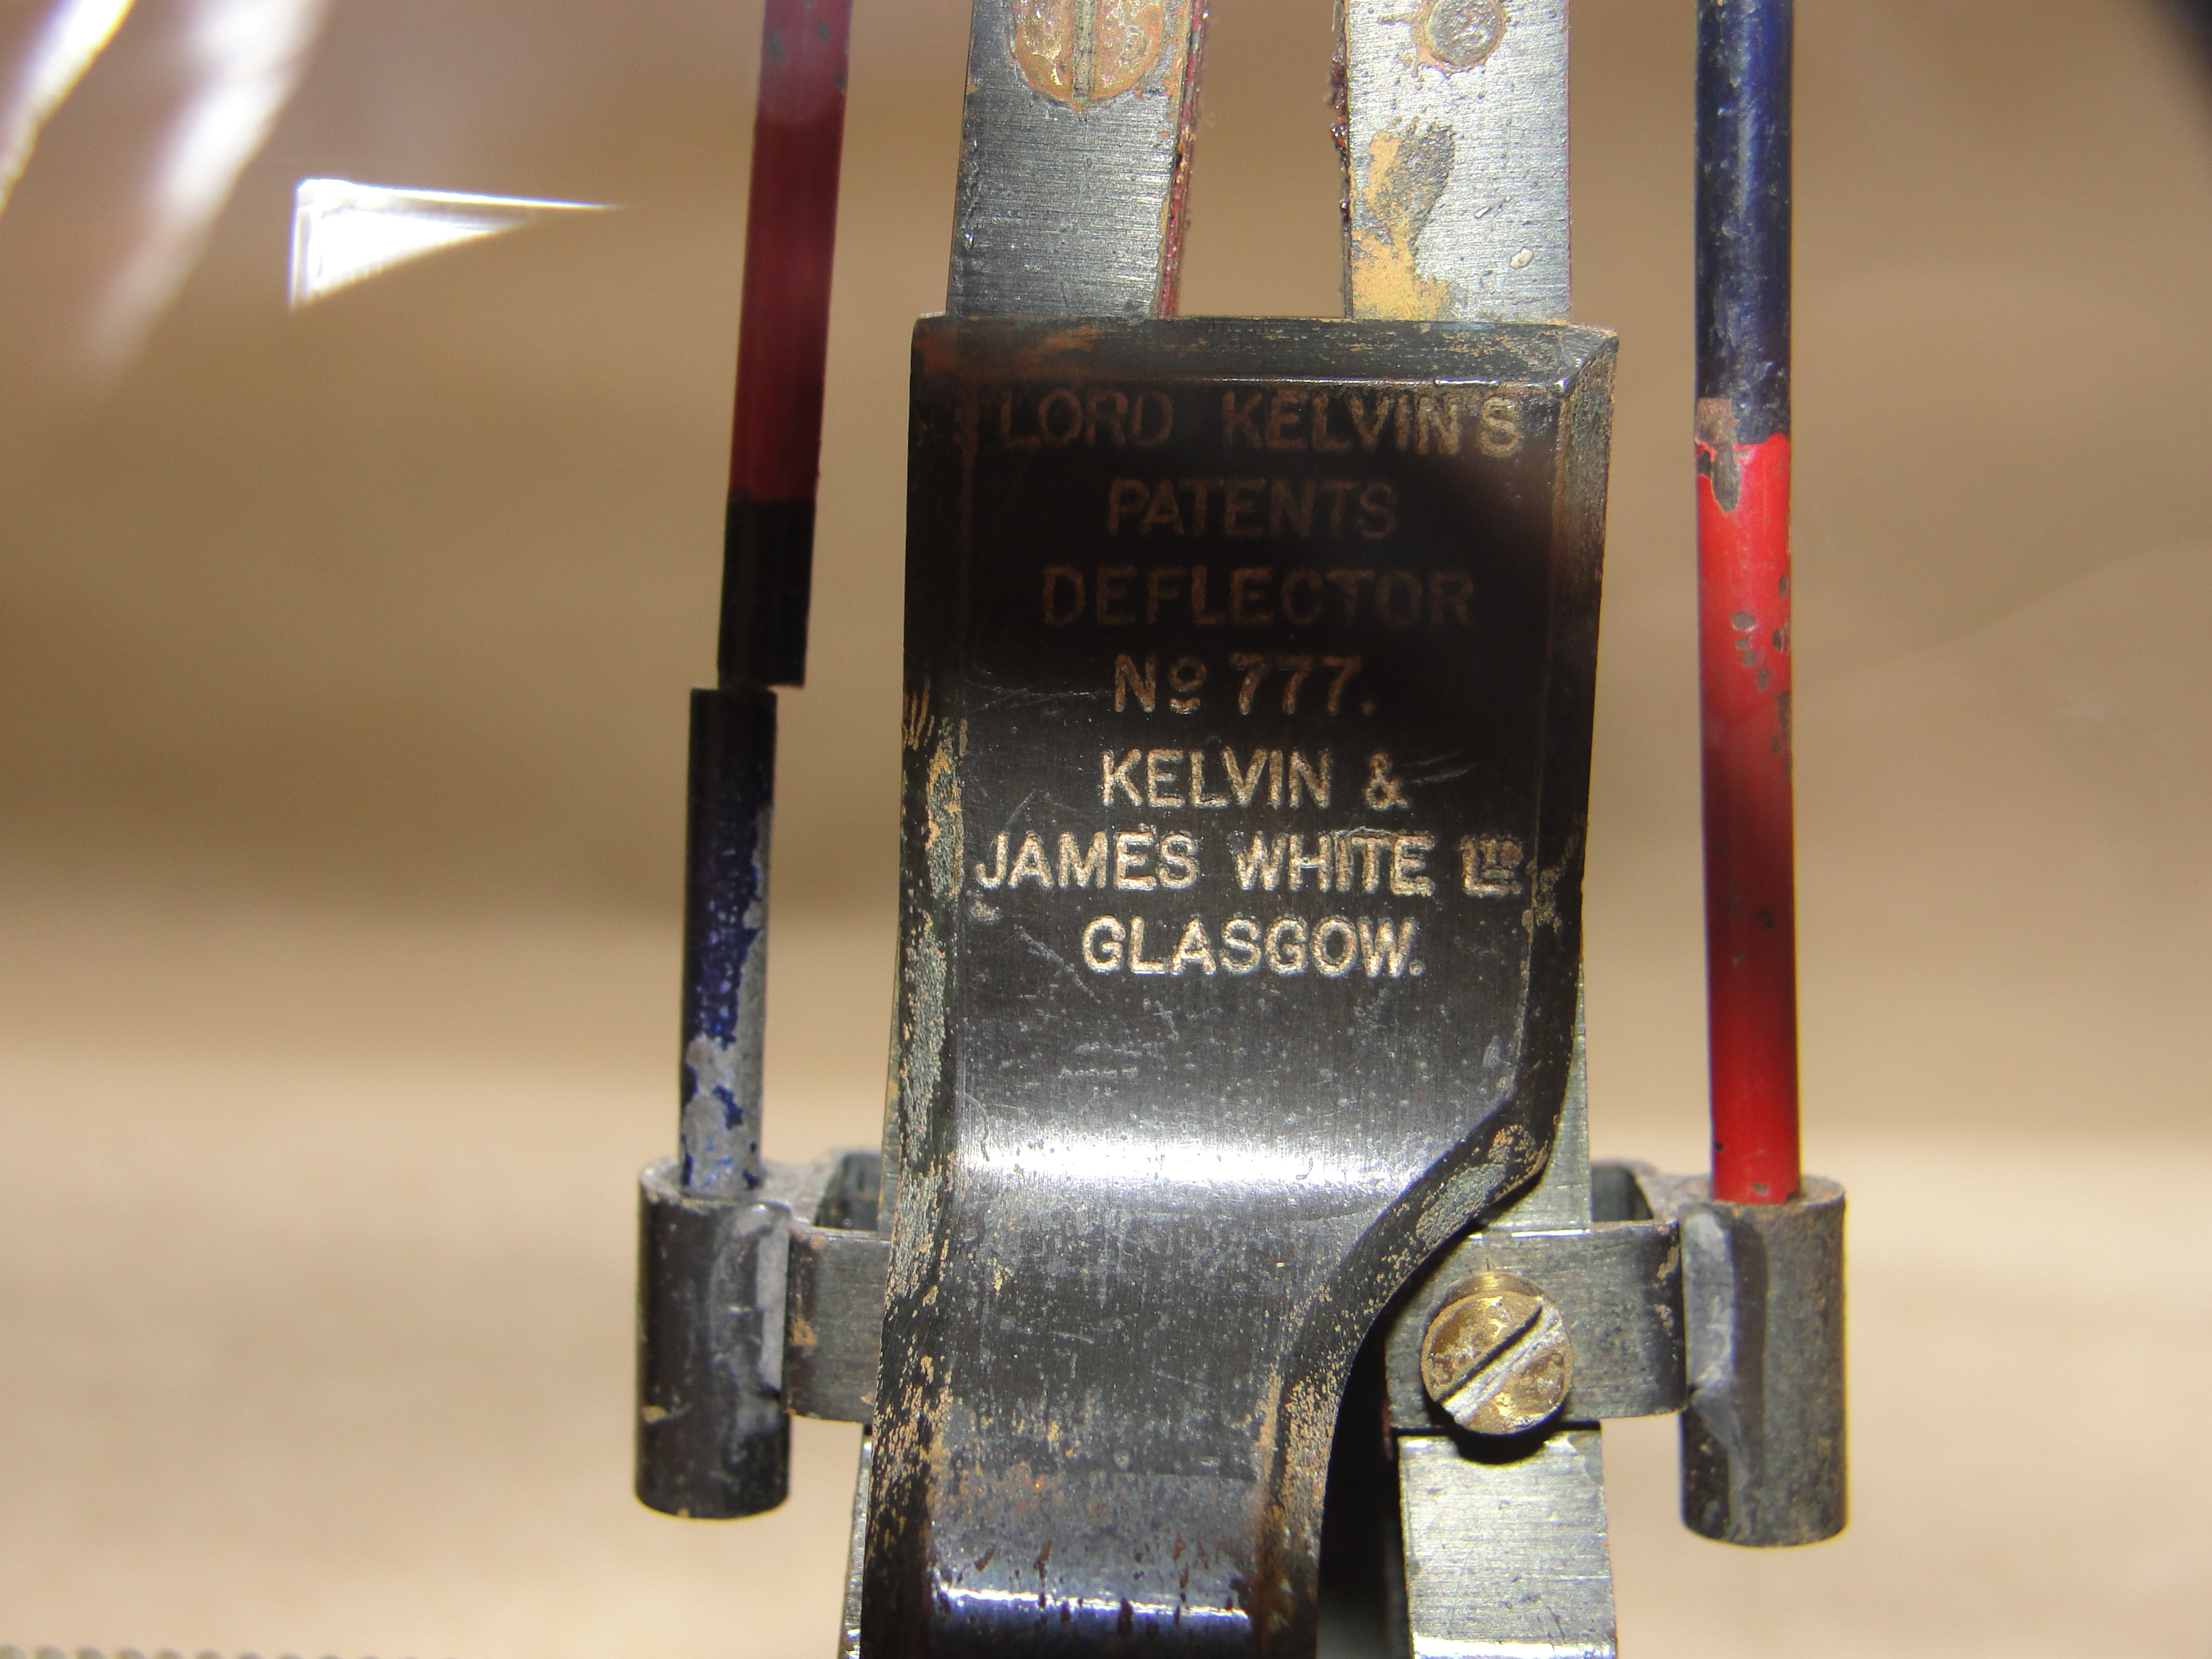 LORD KELVIN'S
PATENTS
DEFLECTOR
Nº 777.
KELVIN &
JAMES WHITE LTD.
GLASGOW.